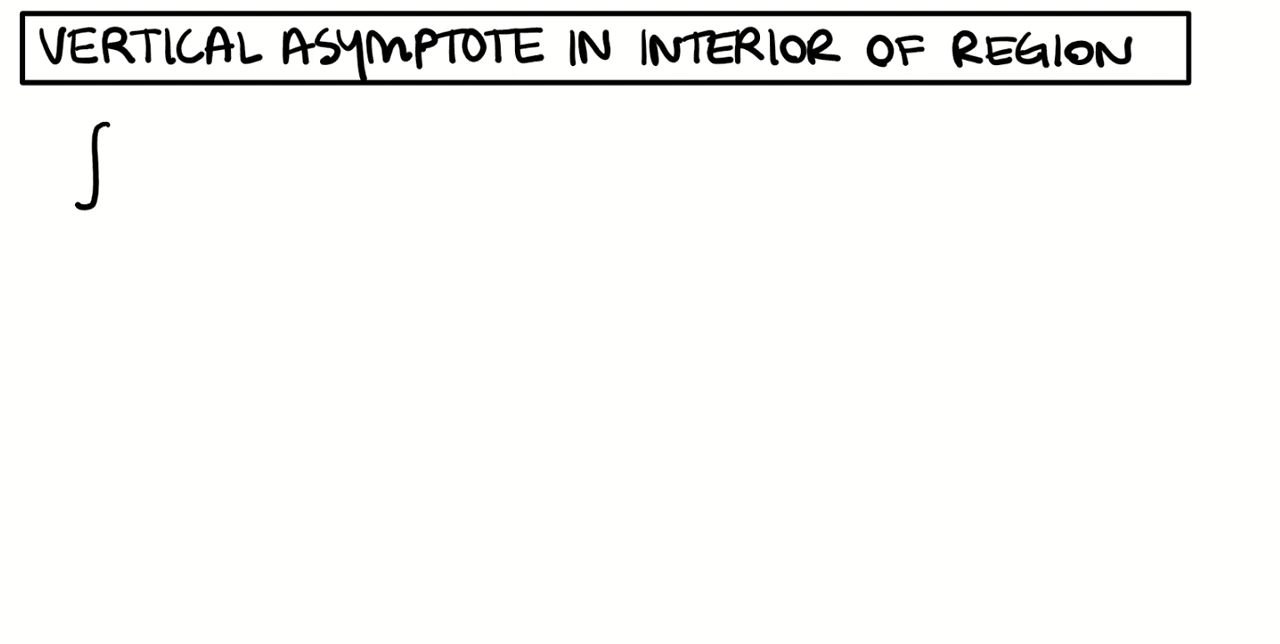 VERTICAL ASYMPTOTE IN INTERIOR OF REGION
∫